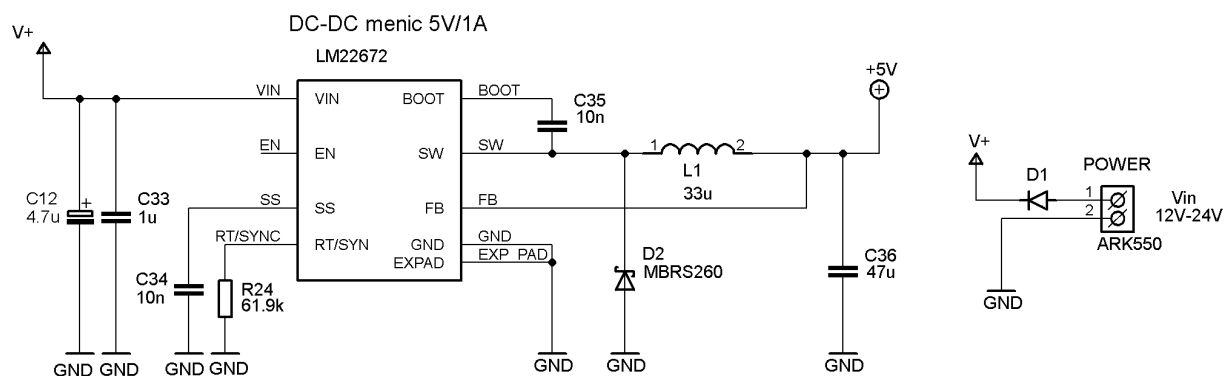 DC-DC menic 5V/1A
LM22672
V+
VIN
VIN
BOOT
BOOT
C35
10n
+5V
EN
EN
SW
SW
1
2
L1
33u
C12
4.7u
+
C33
1u
SS
SS
FB
FB
RT/SYNC
RT/SYN
GND
GND
EXPAD
EXP_PAD
C34
10n
R24
61.9k
D2
MBRS260
C36
47u
GND
GND
GND
GND
GND
GND
GND
V+
D1
POWER
1
2
Vin
12V-24V
ARK550
GND